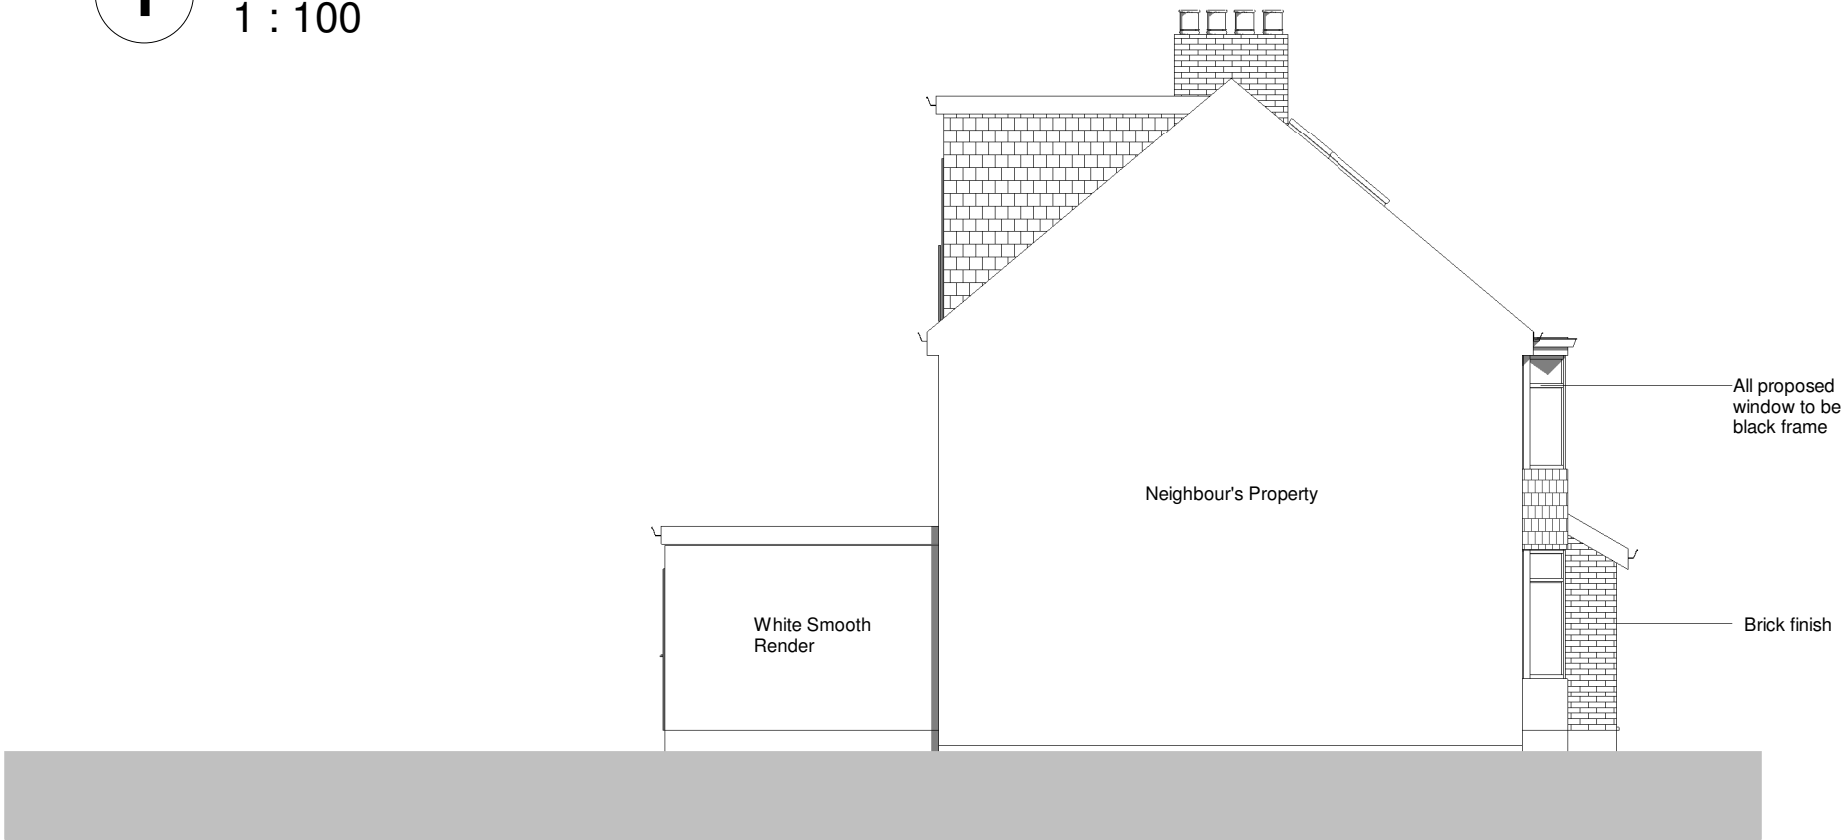 1 : 100
All proposed
window to be
black frame
Neighbour's Property
White Smooth
Render
Brick finish